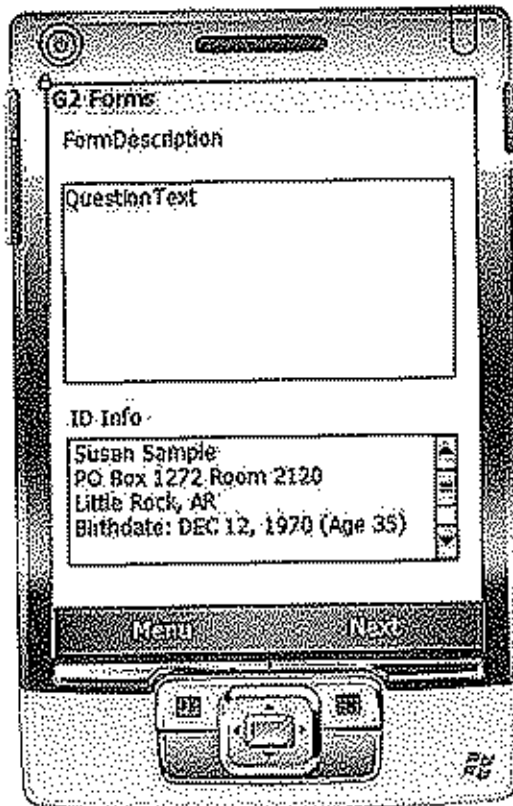 G2 Forms
FormDescription
QuestionText
ID Info
Susan Sample
PO Box 1272 Room 2120
Little Rock, AR
Birthdate: DEC 12, 1970 (Age 35)
Menu Next